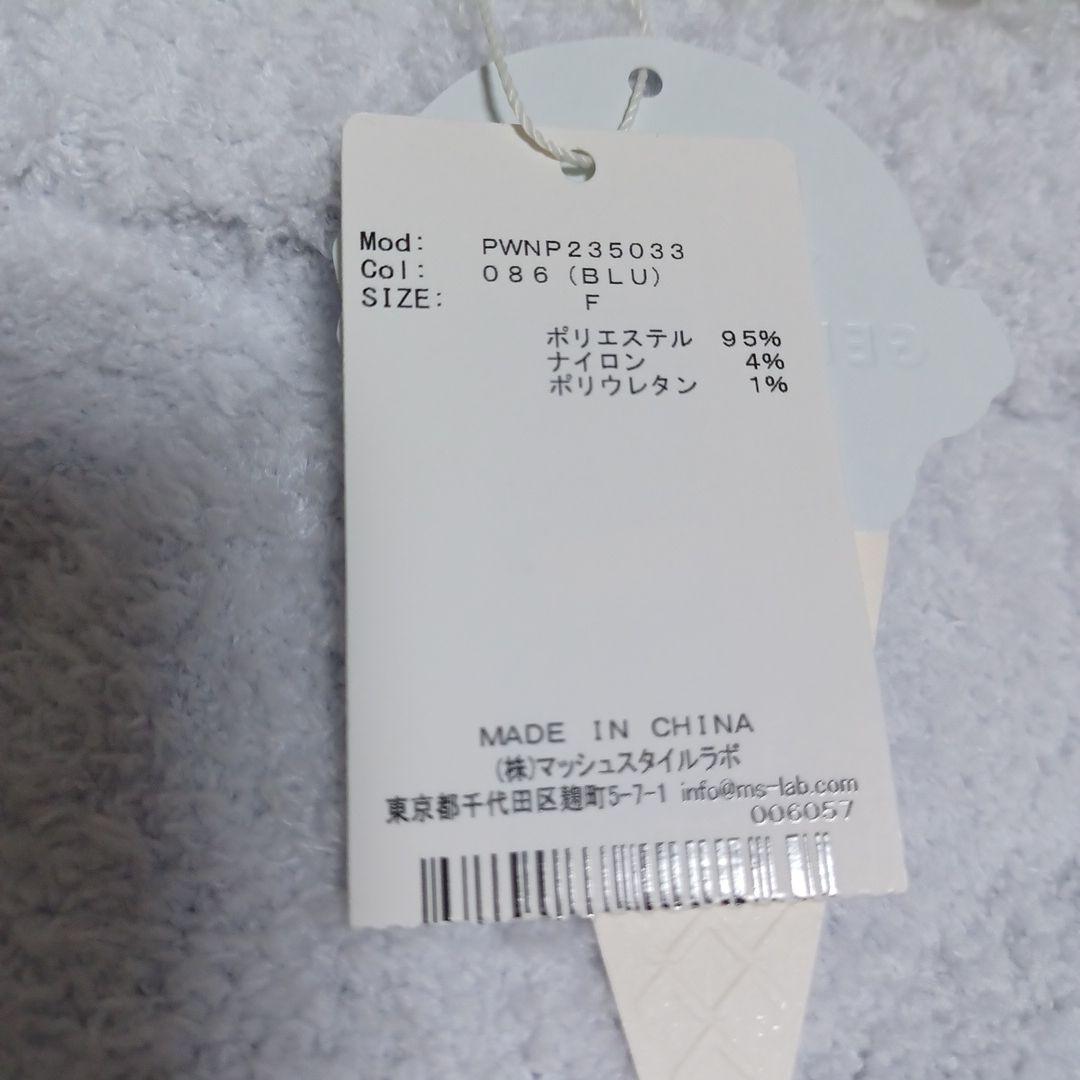 Mod: PWNP235033
Col: 086 (BLU)
SIZE: F
ポリエステル 95%
ナイロン 4%
ポリウレタン 1%
MADE IN CHINA
(株)マッシュスタイルラボ
東京都千代田区麹町5-7-1 info@ms-lab.com
006057